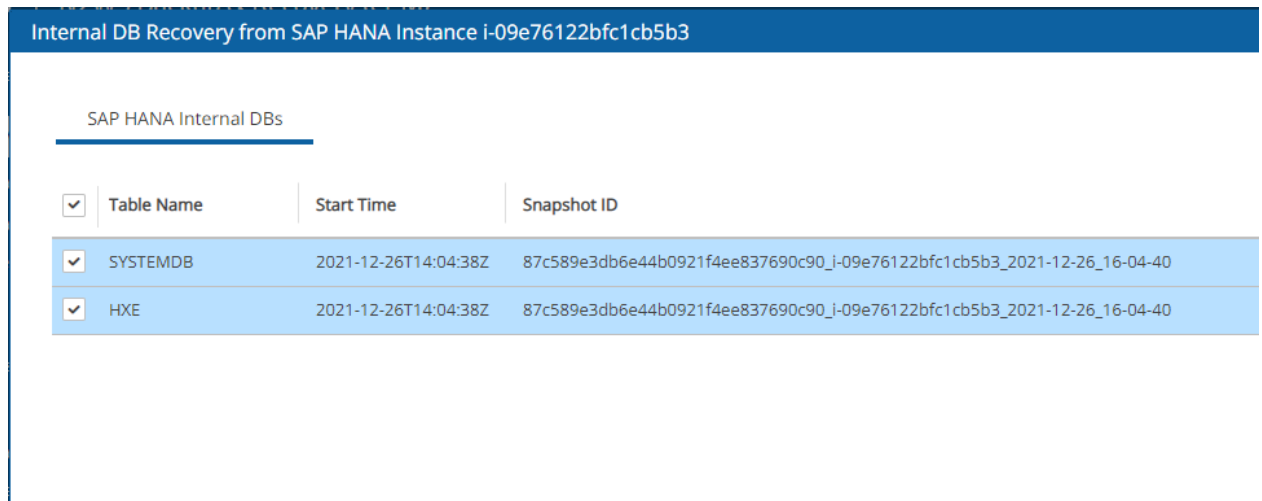 Internal DB Recovery from SAP HANA Instance i-09e76122bfc1cb5b3
SAP HANA Internal DBs
Table Name Start Time Snapshot ID
SYSTEMDB 2021-12-26T14:04:38Z 87c589e3db6e44b0921f4ee837690c90_i-09e76122bfc1cb5b3_2021-12-26_16-04-40
HXE 2021-12-26T14:04:38Z 87c589e3db6e44b0921f4ee837690c90_i-09e76122bfc1cb5b3_2021-12-26_16-04-40